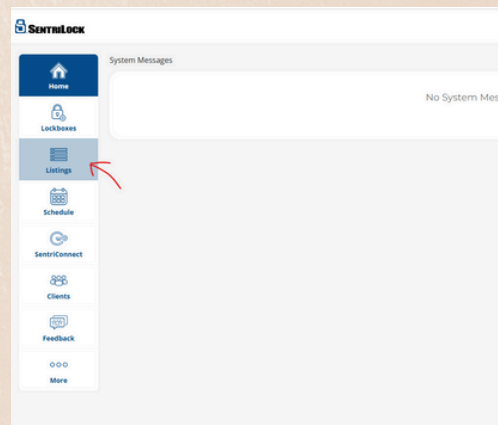 SENTRILOCK
System Messages
Home
No System Mes
Lockboxes
Listings
Schedule
SentriConnect
Clients
Feedback
More